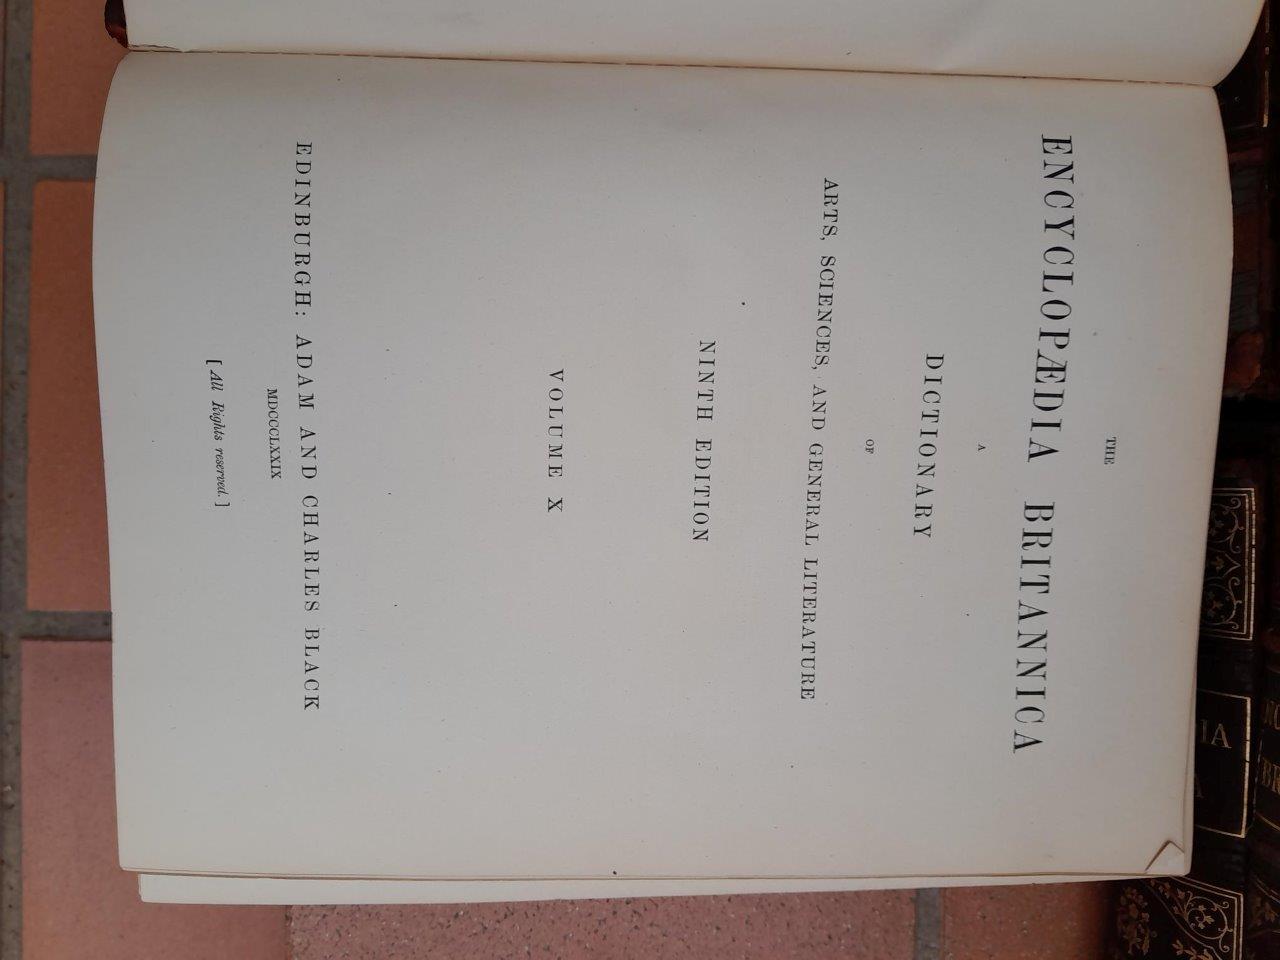 THE
ENCYCLOPÆDIA BRITANNICA
A
DICTIONARY
OF
ARTS, SCIENCES, AND GENERAL LITERATURE
NINTH EDITION
VOLUME X
EDINBURGH: ADAM AND CHARLES BLACK
MDCCCLXXIX
[ All Rights reserved. ]
IA
A